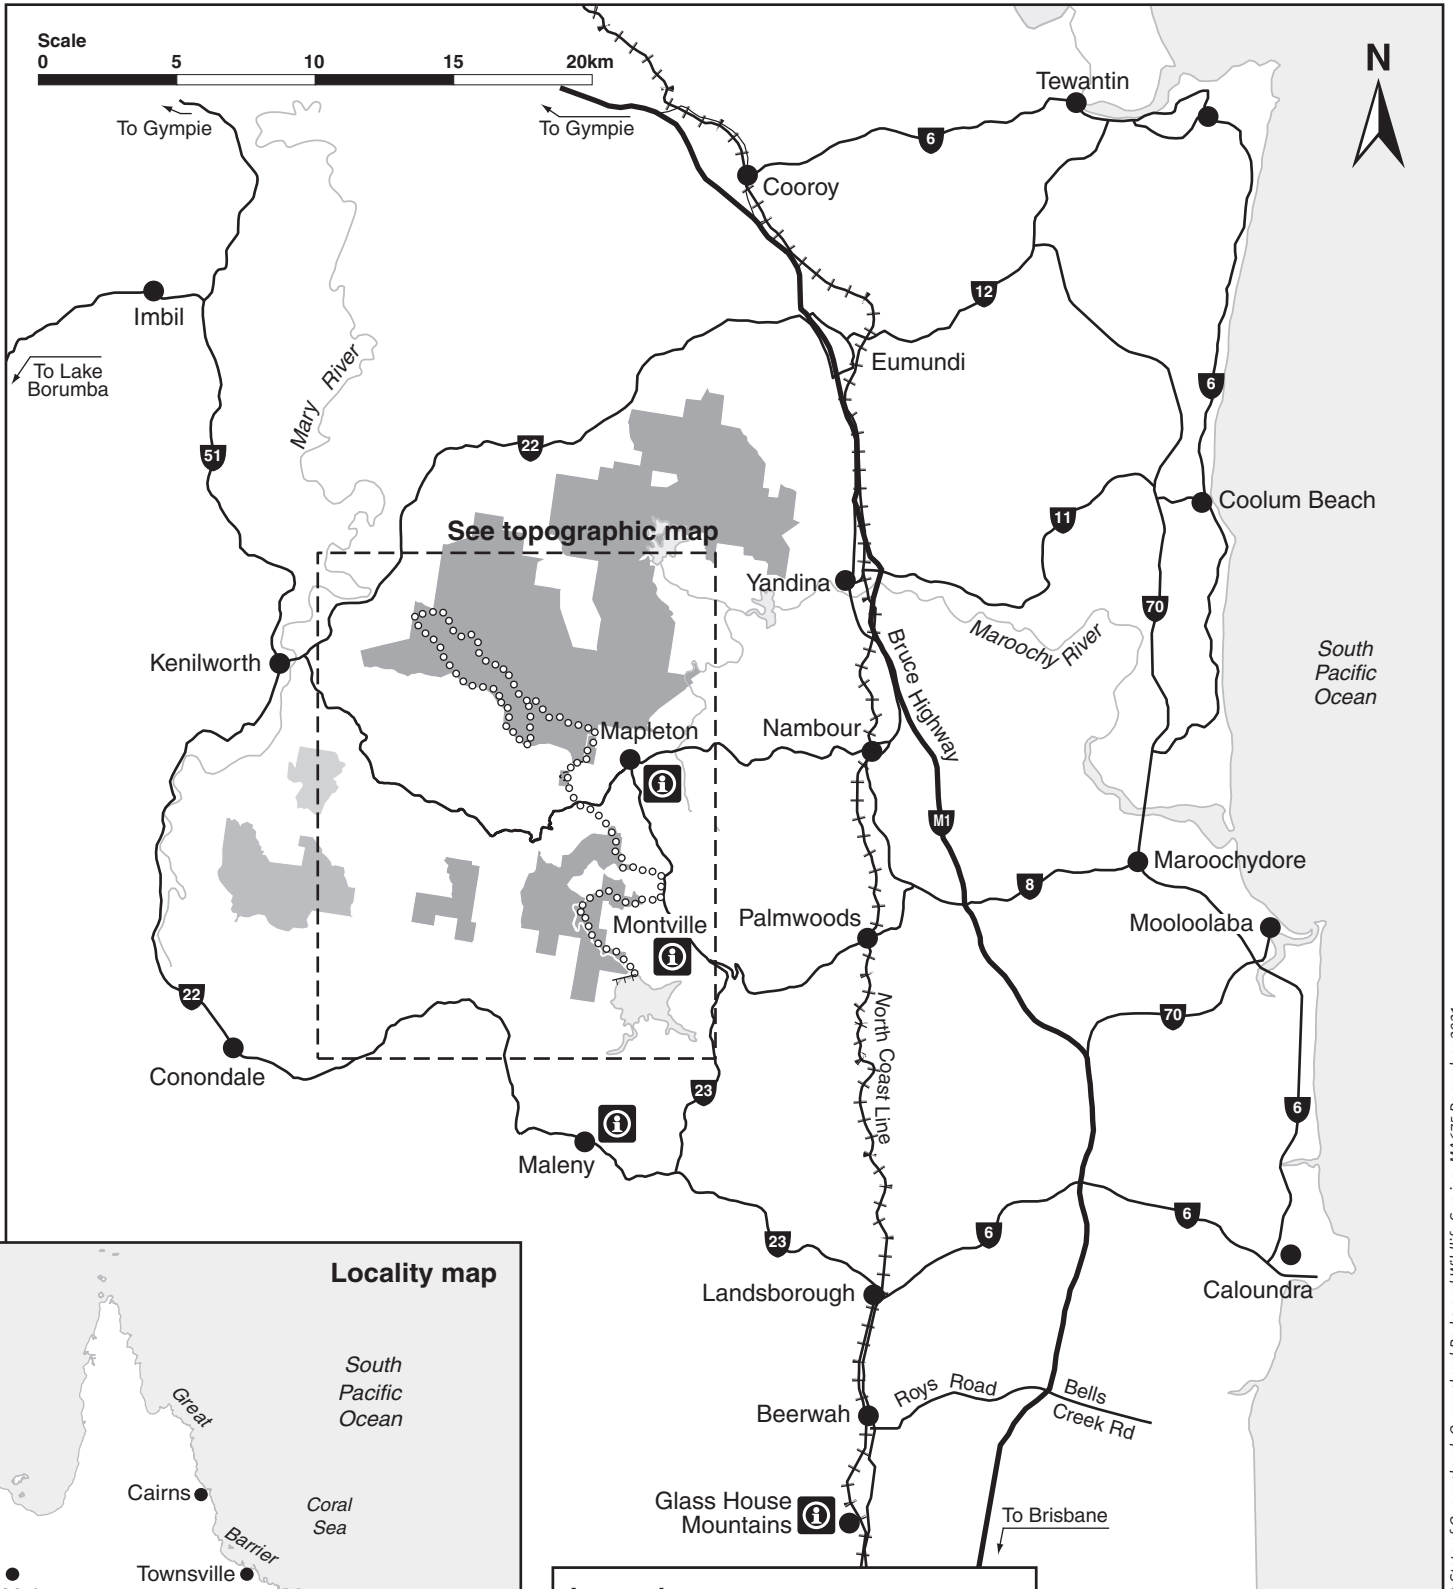 Scale
0 5 10 15 20km
N
To Gympie
To Gympie
Tewantin
6
Cooroy
Imbil
12
To Lake
Borumba
Mary River
Eumundi
6
51
22
Coolum Beach
11
See topographic map
Yandina
70
Maroochy River
Kenilworth
Bruce Highway
South
Pacific
Ocean
Mapleton
Nambour
M1
Maroochydore
8
Montville
Palmwoods
Mooloolaba
22
North Coast Line
70
Conondale
23
6
Maleny
23
6
6
Landsborough
Caloundra
Roys Road
Bells
Creek Rd
Beerwah
Glass House
Mountains
To Brisbane
Locality map
South
Pacific
Ocean
Great
Cairns
Coral
Sea
Barrier
Townsville